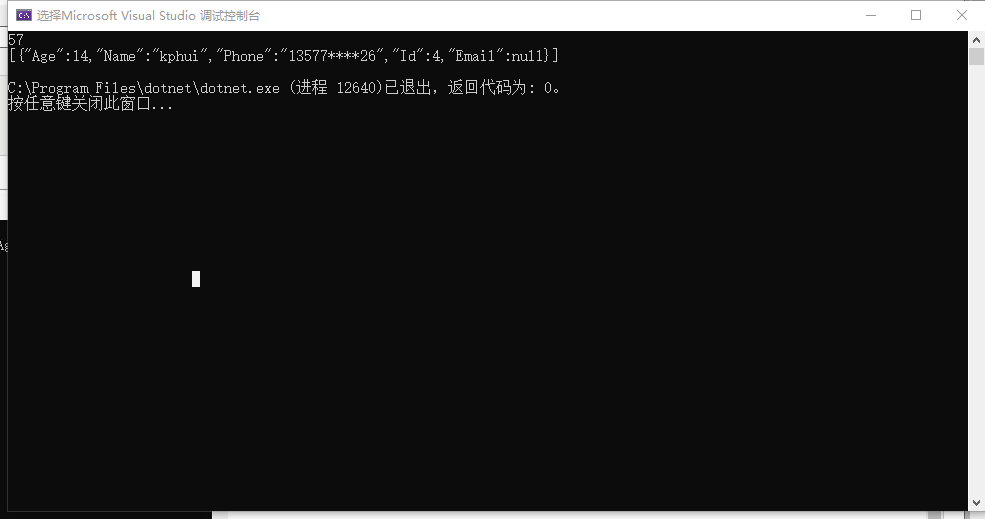 选择Microsoft Visual Studio 调试控制台
57
[{"Age":14,"Name":"kphui","Phone":"13577****26","Id":4,"Email":null}]
C:\Program Files\dotnet\dotnet.exe (进程 12640)已退出，返回代码为: 0。
按任意键关闭此窗口...